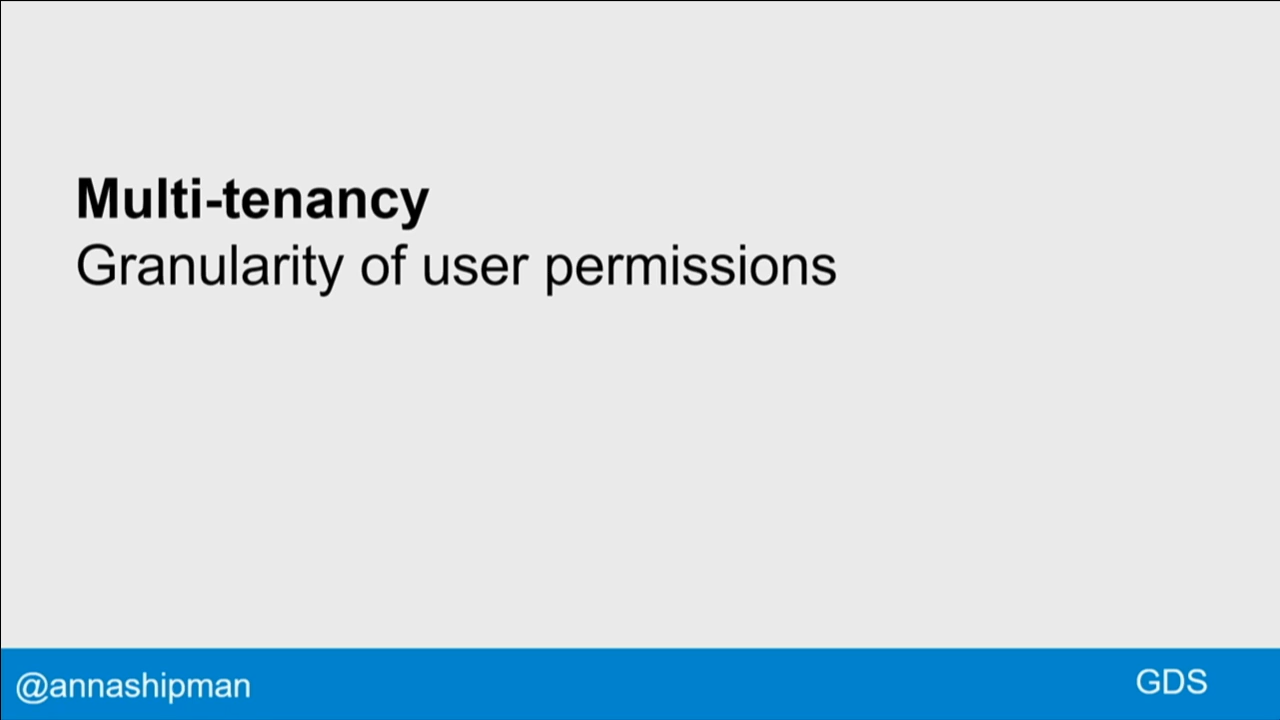 Multi-tenancy
Granularity of user permissions
@annashipman
GDS